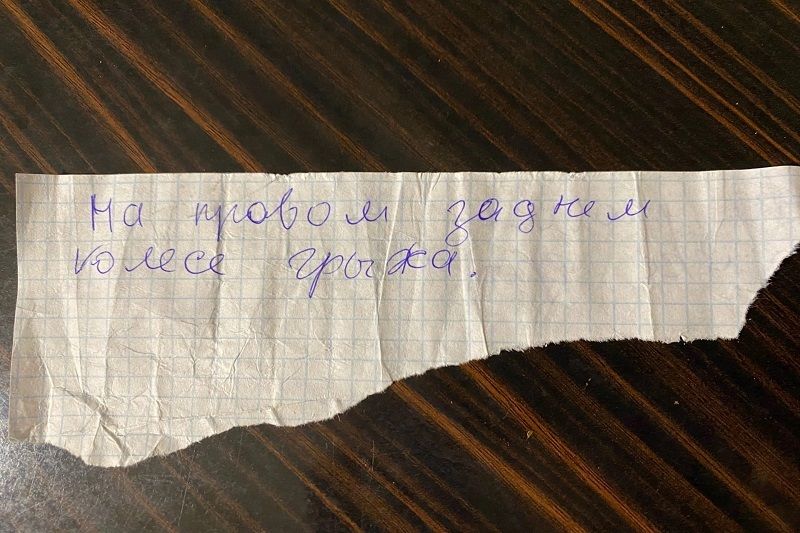 На правом заднем
колесе грыжа.